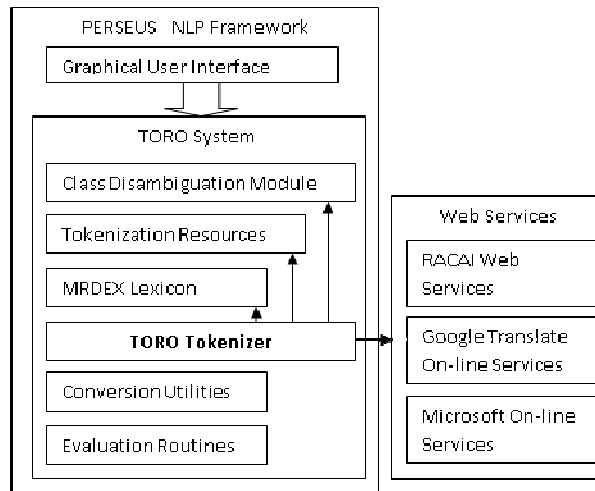 PERSEUS NLP Framework
Graphical User Interface
TORO System
Class Disambiguation Module
Tokenization Resources
MRDEX Lexicon
TORO Tokenizer
Conversion Utilities
Evaluation Routines
Web Services
RACAI Web
Services
Google Translate
On-line Services
Microsoft On-line
Services